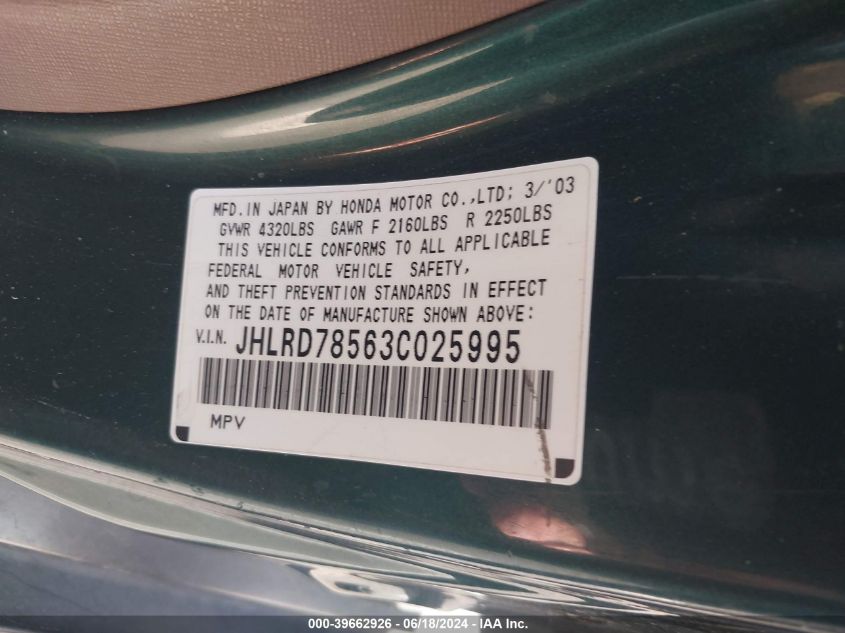 MFD.IN JAPAN BY HONDA MOTOR CO.,LTD; 3/'03
GVWR 4320LBS GAWR F 2160LBS R 2250LBS
THIS VEHICLE CONFORMS TO ALL APPLICABLE
FEDERAL MOTOR VEHICLE SAFETY,
AND THEFT PREVENTION STANDARDS IN EFFECT
ON THE DATE OF MANUFACTURE SHOWN ABOVE:
V.I.N. JHLRD78563C025995
MPV
000-39662926 - 06/18/2024 - IAA Inc.